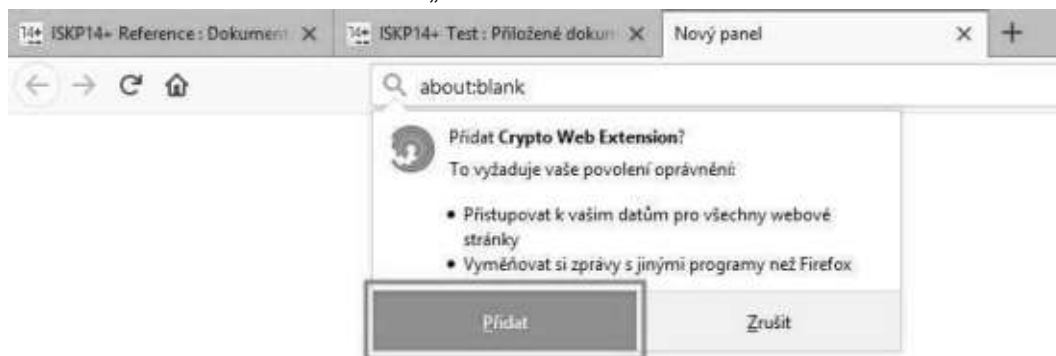 „
ISKP14+ Reference : Dokument
ISKP14+ Test : Přiložené dokum
Nový panel
about:blank
Přidat Crypto Web Extension?
To vyžaduje vaše povolení oprávnění:
• Přistupovat k vašim datům pro všechny webové
stránky
• Vyměňovat si zprávy s jinými programy než Firefox
Přidat
Zrušit